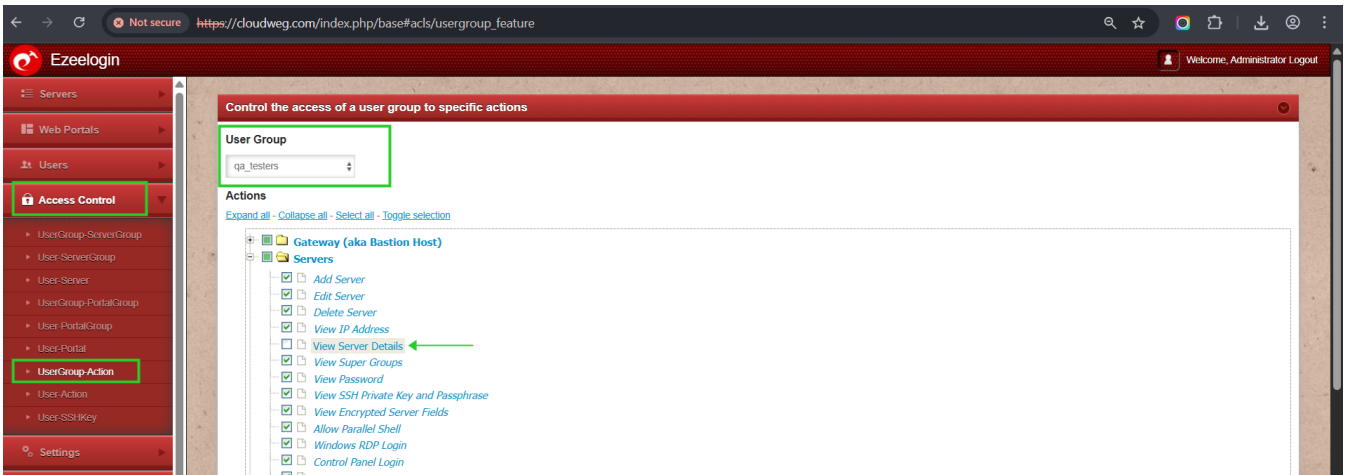 Not secure https://cloudweg.com/index.php/base#acls/usergroup_feature
Ezeelogin
Welcome, Administrator Logout
Servers
Web Portals
Users
Access Control
UserGroup-ServerGroup
User-ServerGroup
User-Server
UserGroup-PortalGroup
User-PortalGroup
User-Portal
UserGroup-Action
User-Action
User-SSHKey
Settings
Control the access of a user group to specific actions
User Group
qa_testers
Actions
Expand all - Collapse all - Select all - Toggle selection
Gateway (aka Bastion Host)
Servers
Add Server
Edit Server
Delete Server
View IP Address
View Server Details
View Super Groups
View Password
View SSH Private Key and Passphrase
View Encrypted Server Fields
Allow Parallel Shell
Windows RDP Login
Control Panel Login